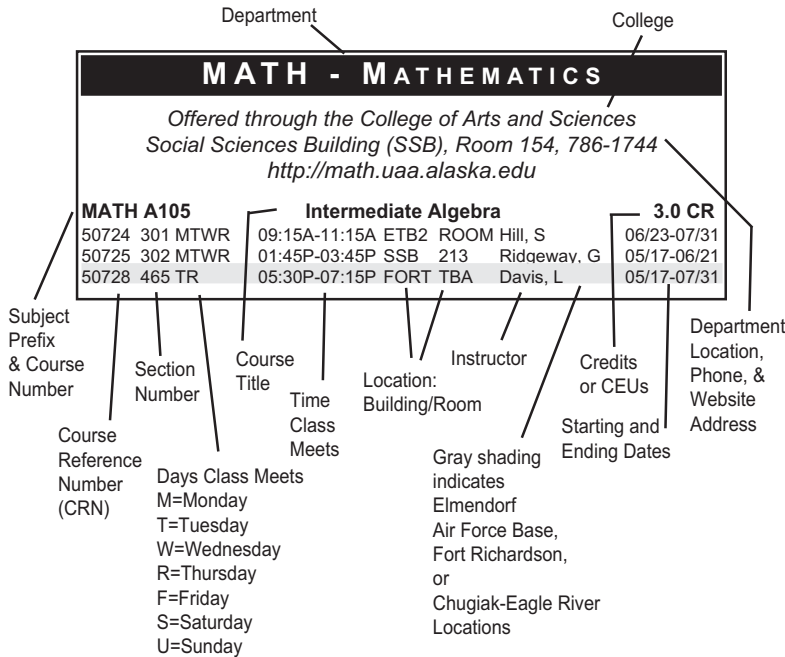 Department
College
MATH - MATHEMATICS
Offered through the College of Arts and Sciences
Social Sciences Building (SSB), Room 154, 786-1744
http://math.uaa.alaska.edu
MATH A105 Intermediate Algebra 3.0 CR
50724 301 MTWR 09:15A-11:15A ETB2 ROOM Hill, S 06/23-07/31
50725 302 MTWR 01:45P-03:45P SSB 213 Ridgeway, G 05/17-06/21
50728 465 TR 05:30P-07:15P FORT TBA Davis, L 05/17-07/31
Subject
Prefix
& Course
Number
Course
Reference
Number
(CRN)
Section
Number
Days Class Meets
M=Monday
T=Tuesday
W=Wednesday
R=Thursday
F=Friday
S=Saturday
U=Sunday
Course
Title
Time
Class
Meets
Location:
Building/Room
Instructor
Gray shading
indicates
Elmendorf
Air Force Base,
Fort Richardson,
or
Chugiak-Eagle River
Locations
Credits
or CEUs
Starting and
Ending Dates
Department
Location,
Phone, &
Website
Address